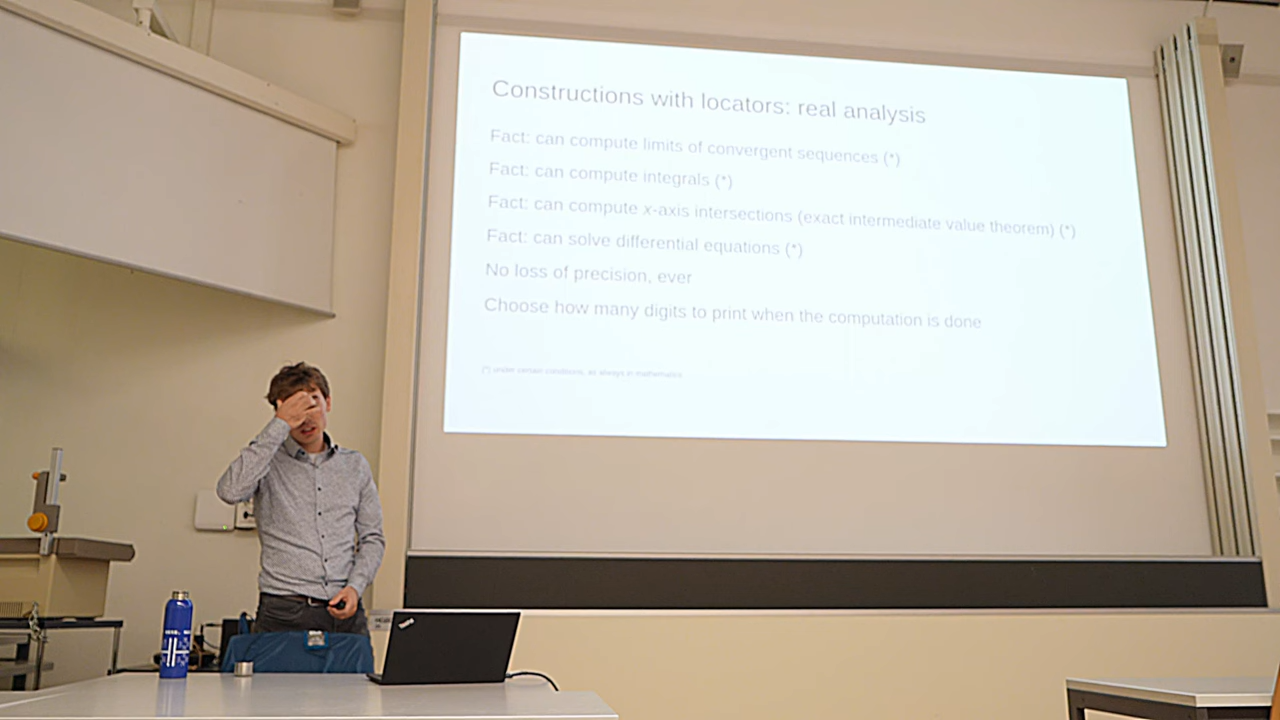 Constructions with locators: real analysis
Fact: can compute limits of convergent sequences (*)
Fact: can compute integrals (*)
Fact: can compute x-axis intersections (exact intermediate value theorem) (*)
Fact: can solve differential equations (*)
No loss of precision, ever
Choose how many digits to print when the computation is done
(*) under certain conditions, as always in mathematics